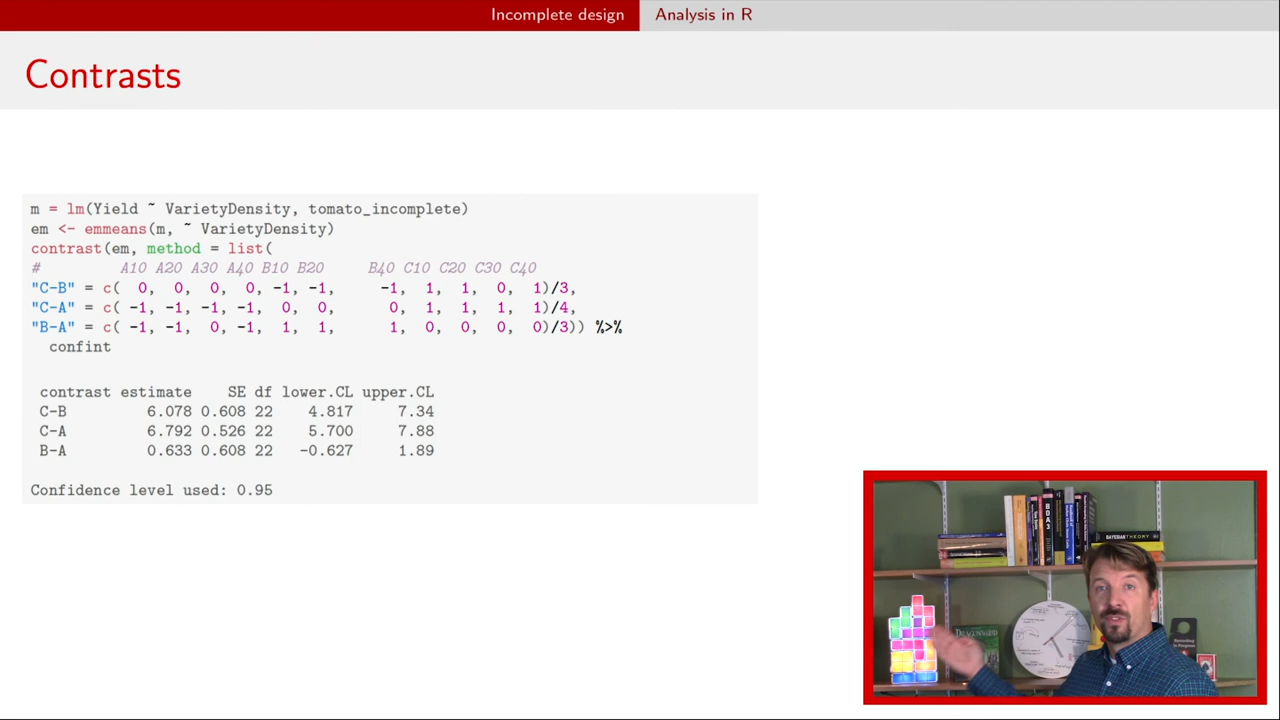 Incomplete design Analysis in R
Contrasts
m = lm(Yield ~ VarietyDensity, tomato_incomplete)
em <- emmeans(m, ~ VarietyDensity)
contrast(em, method = list(
# A10 A20 A30 A40 B10 B20 B40 C10 C20 C30 C40
"C-B" = c( 0, 0, 0, 0, -1, -1, -1, 1, 1, 0, 1)/3,
"C-A" = c( -1, -1, -1, -1, 0, 0, 0, 1, 1, 1, 1)/4,
"B-A" = c( -1, -1, 0, -1, 1, 1, 1, 0, 0, 0, 0)/3)) %>%
confint
contrast estimate SE df lower.CL upper.CL
C-B 6.078 0.608 22 4.817 7.34
C-A 6.792 0.526 22 5.700 7.88
B-A 0.633 0.608 22 -0.627 1.89
Confidence level used: 0.95
BDA3
BAYESIAN THEORY